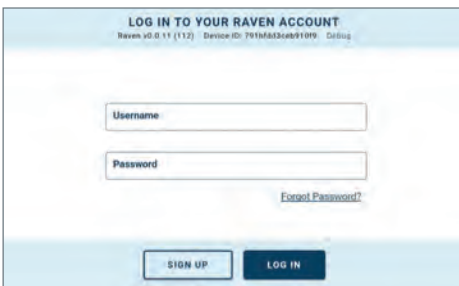 LOG IN TO YOUR RAVEN ACCOUNT
Raven v0.0.11 (112) Device ID: Debug
Username
Password
Forgot Password?
SIGN UP LOG IN